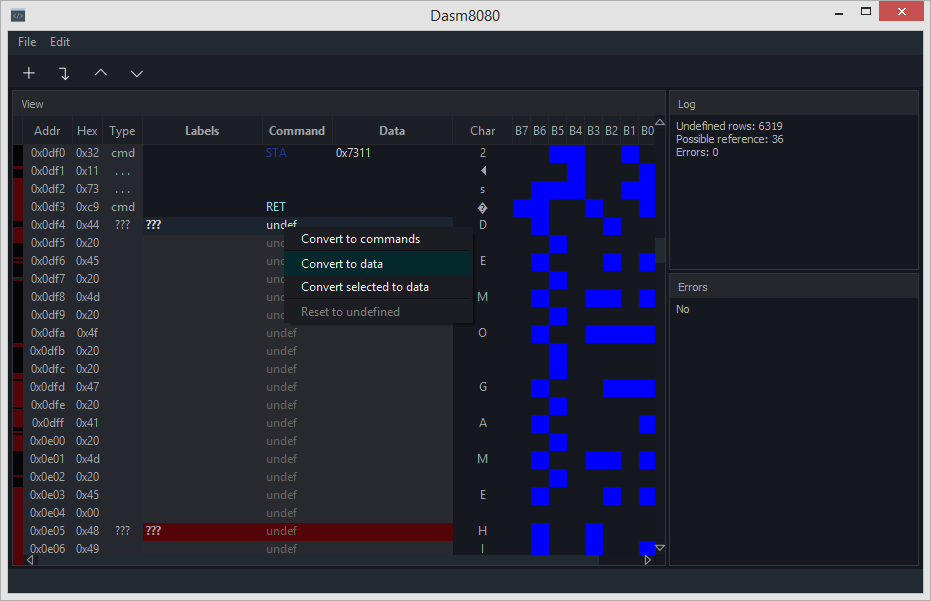 Dasm8080
File Edit
View
Addr Hex Type Labels Command Data Char B7 B6 B5 B4 B3 B2 B1 B0
0x0df0 0x32 cmd STA 0x7311 2
0x0df1 0x11 ...
0x0df2 0x73 ... s
0x0df3 0xc9 cmd RET �
0x0df4 0x44 ??? ??? undef D
0x0df5 0x20
0x0df6 0x45 E
0x0df7 0x20
0x0df8 0x4d M
0x0df9 0x20
0x0dfa 0x4f undef O
0x0dfb 0x20 undef
0x0dfc 0x20 undef
0x0dfd 0x47 undef G
0x0dfe 0x20 undef
0x0dff 0x41 undef A
0x0e00 0x20 undef
0x0e01 0x4d undef M
0x0e02 0x20 undef
0x0e03 0x45 undef E
0x0e04 0x00 undef
0x0e05 0x48 ??? ??? undef H
0x0e06 0x49 undef I
Convert to commands
Convert to data
Convert selected to data
Reset to undefined
Log
Undefined rows: 6319
Possible reference: 36
Errors: 0
Errors
No